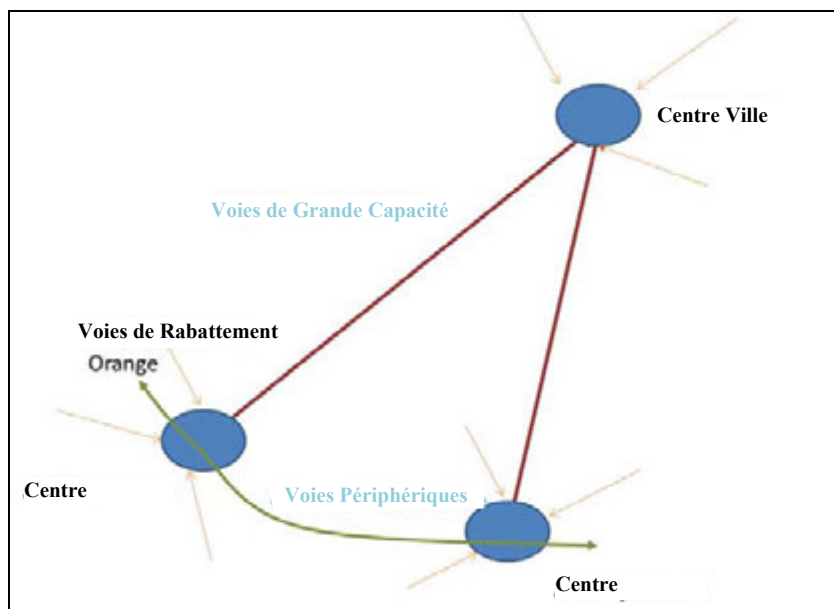 Centre Ville
Voies de Grande Capacité
Voies de Rabattement
Orange
Centre
Voies Périphériques
Centre